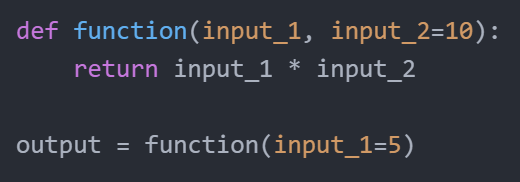 def function(input_1, input_2=10):
    return input_1 * input_2
output = function(input_1=5)